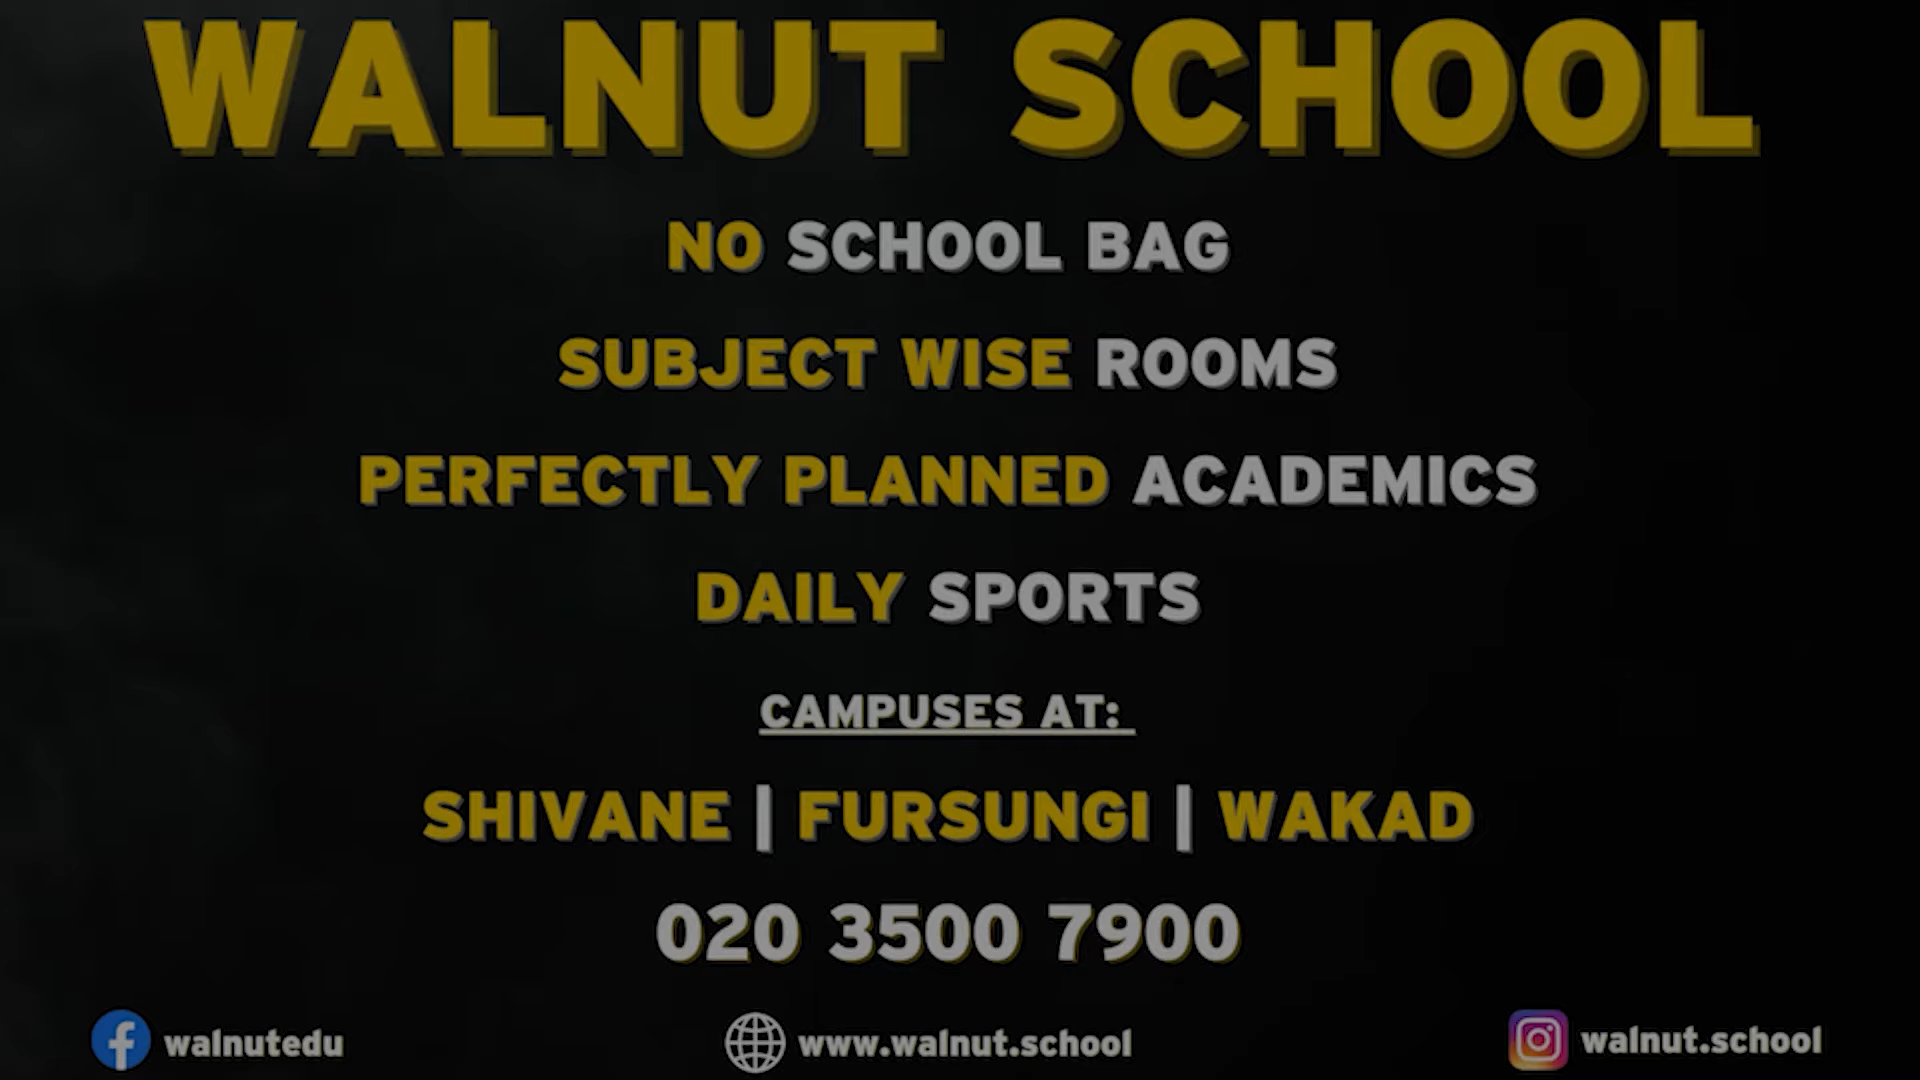 WALNUT SCHOOL
NO SCHOOL BAG
SUBJECT WISE ROOMS
PERFECTLY PLANNED ACADEMICS
DAILY SPORTS
CAMPUSES AT:
SHIVANE | FURSUNGI | WAKAD
020 3500 7900
walnutedu www.walnut.school walnut.school